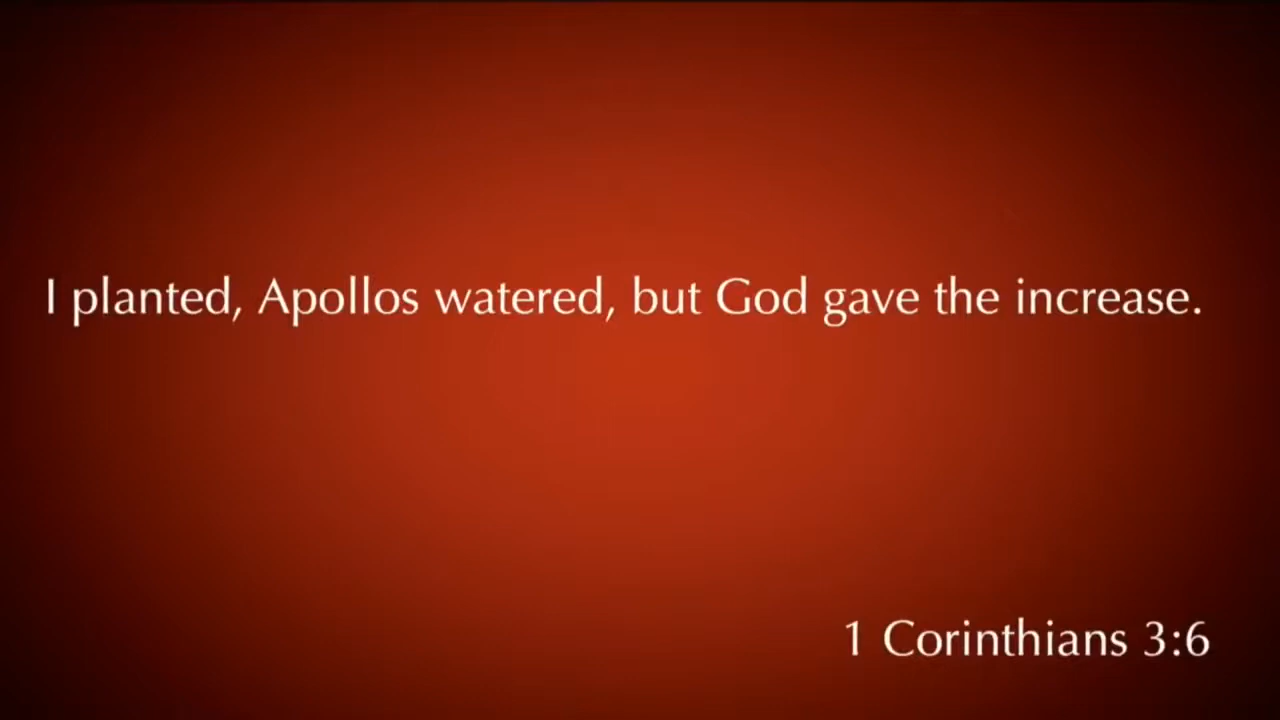 I planted, Apollos watered, but God gave the increase.
1 Corinthians 3:6